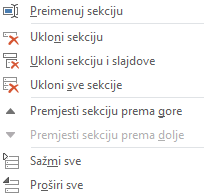 Preimenuj sekciju
Ukloni sekciju
Ukloni sekciju i slajdove
Ukloni sve sekcije
Premjesti sekciju prema gore
Premjesti sekciju prema dolje
Sažmi sve
Proširi sve